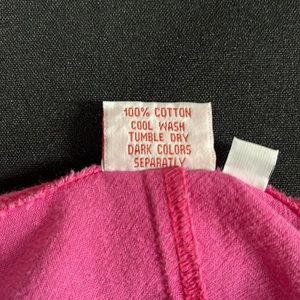 100% COTTON
COOL WASH
TUMBLE DRY
DARK COLORS
SEPARATLY